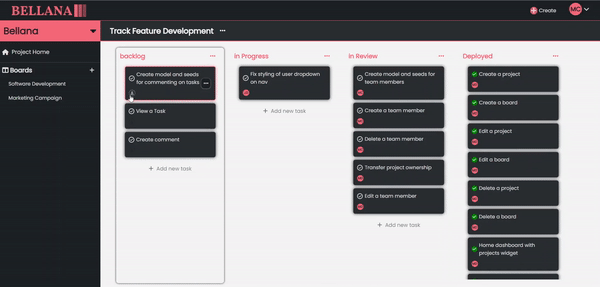 BELLANA
Create
MC
Bellana
Track Feature Development
Project Home
Boards
Software Development
Marketing Campaign
backlog
Create model and seeds
for commenting on tasks
View a Task
Create comment
Add new task
In Progress
Fix styling of user dropdown
on nav
Add new task
In Review
Create model and seeds for
team members
Create a team member
Delete a team member
Transfer project ownership
Edit a team member
Add new task
Deployed
Create a project
Create a board
Edit a project
Edit a board
Delete a project
Delete a board
Home dashboard with
projects widget